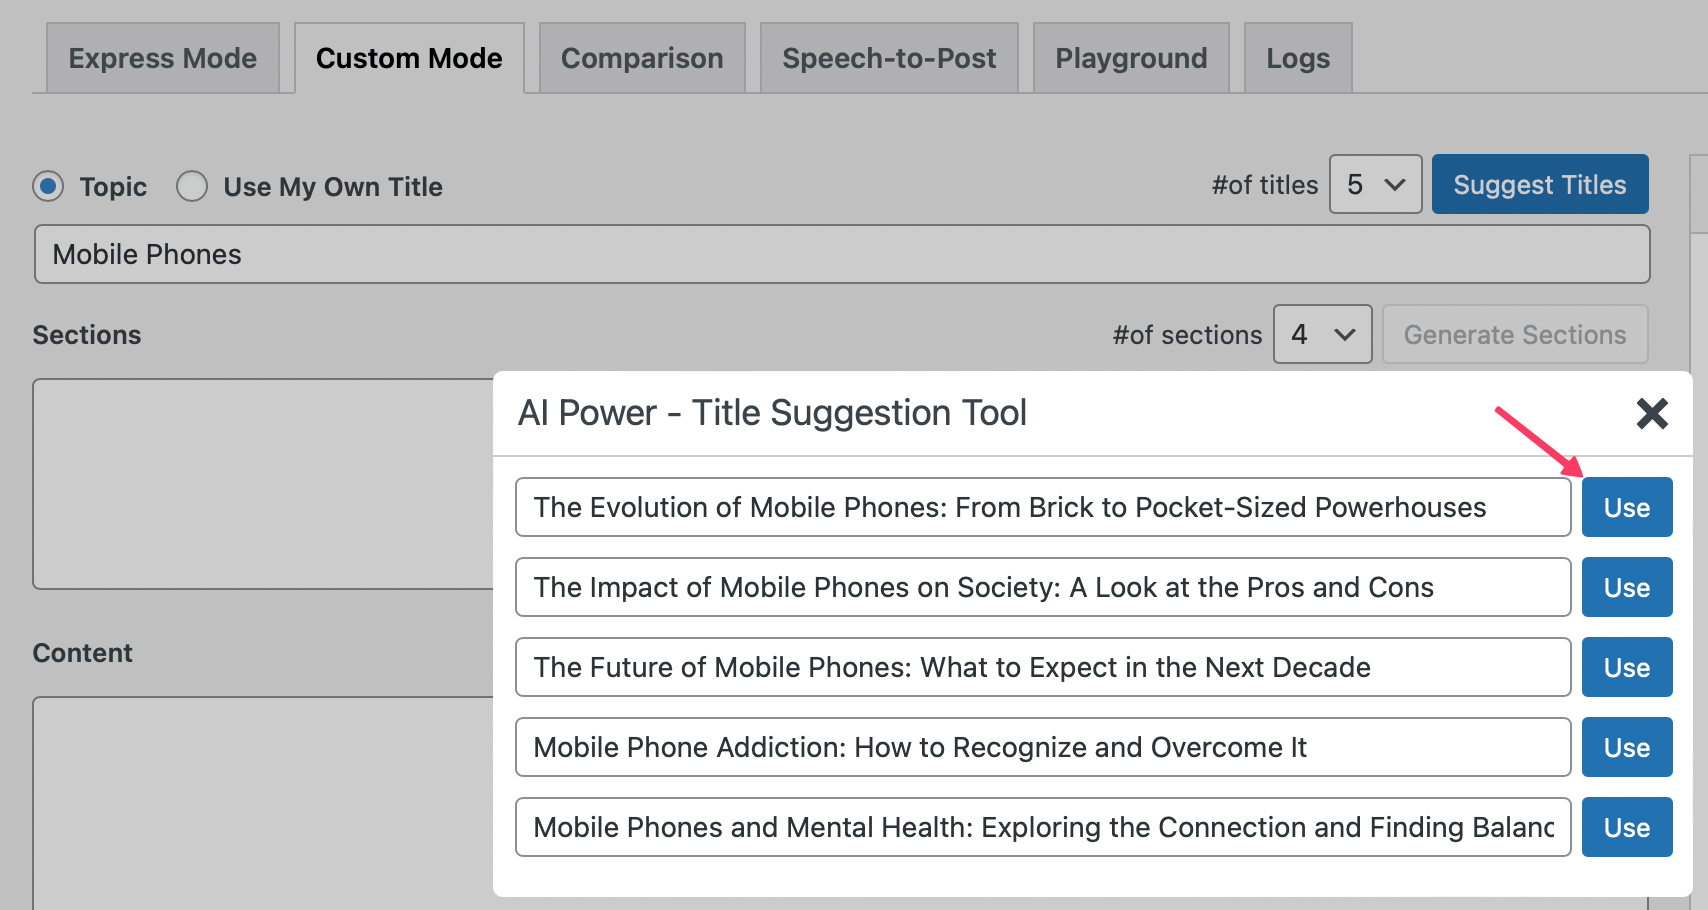 Express Mode
Custom Mode
Comparison
Speech-to-Post
Playground
Logs
Topic
Use My Own Title
#of titles
5
Suggest Titles
Mobile Phones
Sections
#of sections
4
Generate Sections
AI Power - Title Suggestion Tool
The Evolution of Mobile Phones: From Brick to Pocket-Sized Powerhouses
Use
The Impact of Mobile Phones on Society: A Look at the Pros and Cons
Use
The Future of Mobile Phones: What to Expect in the Next Decade
Use
Mobile Phone Addiction: How to Recognize and Overcome It
Use
Mobile Phones and Mental Health: Exploring the Connection and Finding Balanc
Use
Content